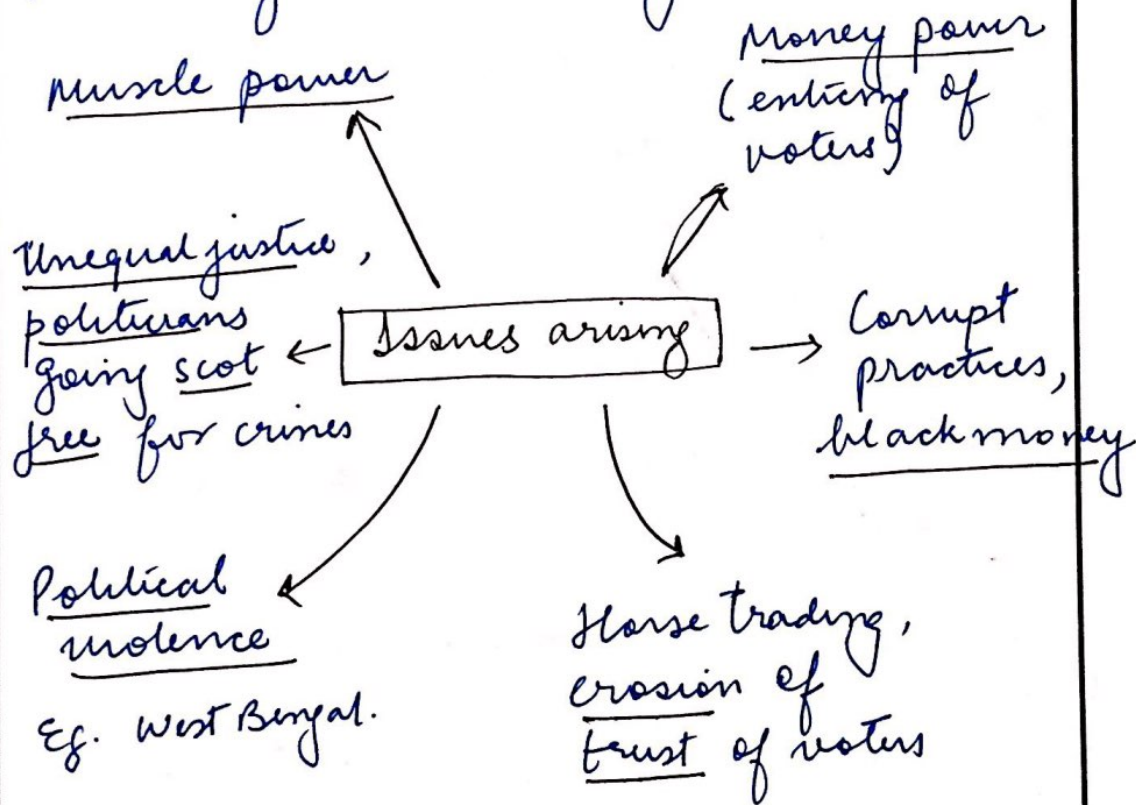 Muscle power
Money power
(enticing of
voters)
Unequal justice,
politicians
going scot
free for crimes
Issues arising
Corrupt
practices,
black money
Political
violence
Eg. West Bengal.
Horse trading,
erosion of
trust of voters